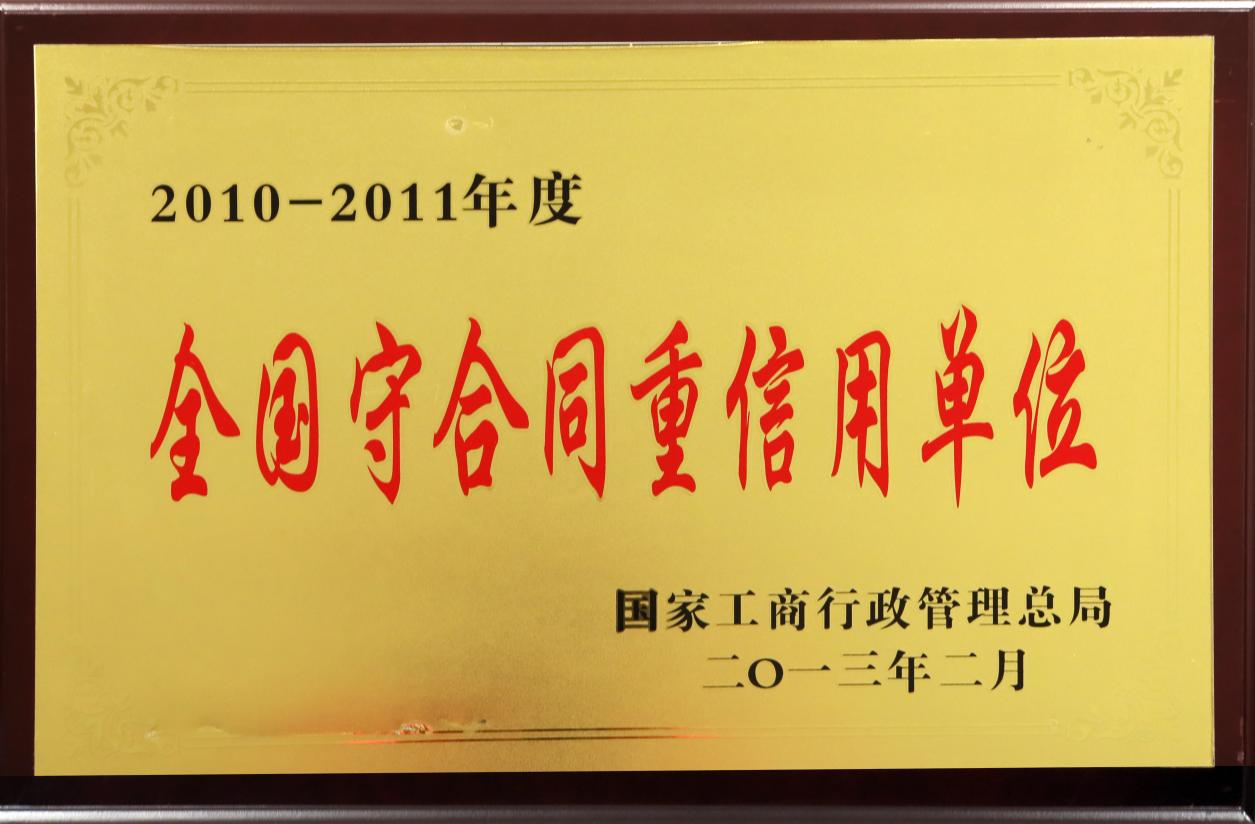 2010-2011年度
全国守合同重信用单位
国家工商行政管理总局
二O一三年二月